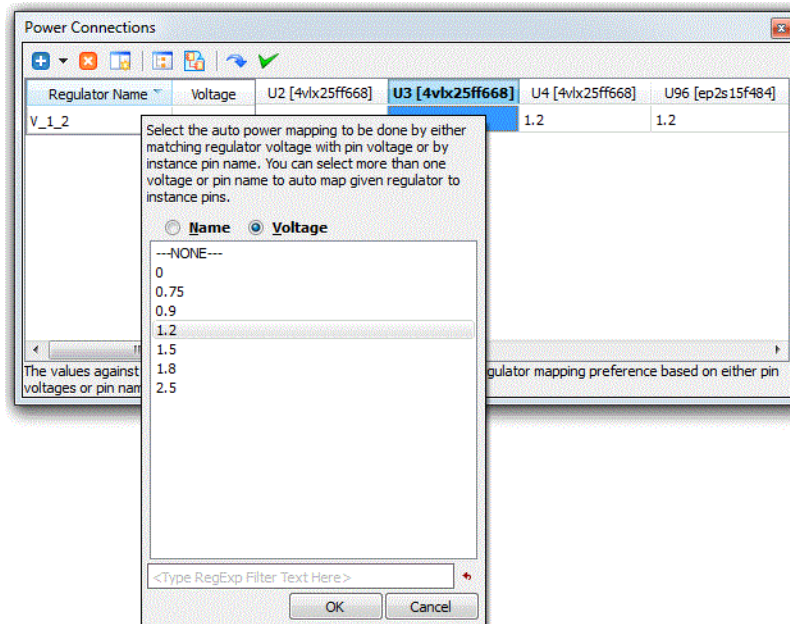 Power Connections
Regulator Name Voltage U2 [4vlx25ff668] U3 [4vlx25ff668] U4 [4vlx25ff668] U96 [ep2s15f484]
V_1_2 1.2 1.2
Select the auto power mapping to be done by either
matching regulator voltage with pin voltage or by
instance pin name. You can select more than one
voltage or pin name to auto map given regulator to
instance pins.
Name Voltage
---NONE---
0
0.75
0.9
1.2
1.5
1.8
2.5
The values against gulator mapping preference based on either pin
voltages or pin nam
<Type RegExp Filter Text Here>
OK Cancel